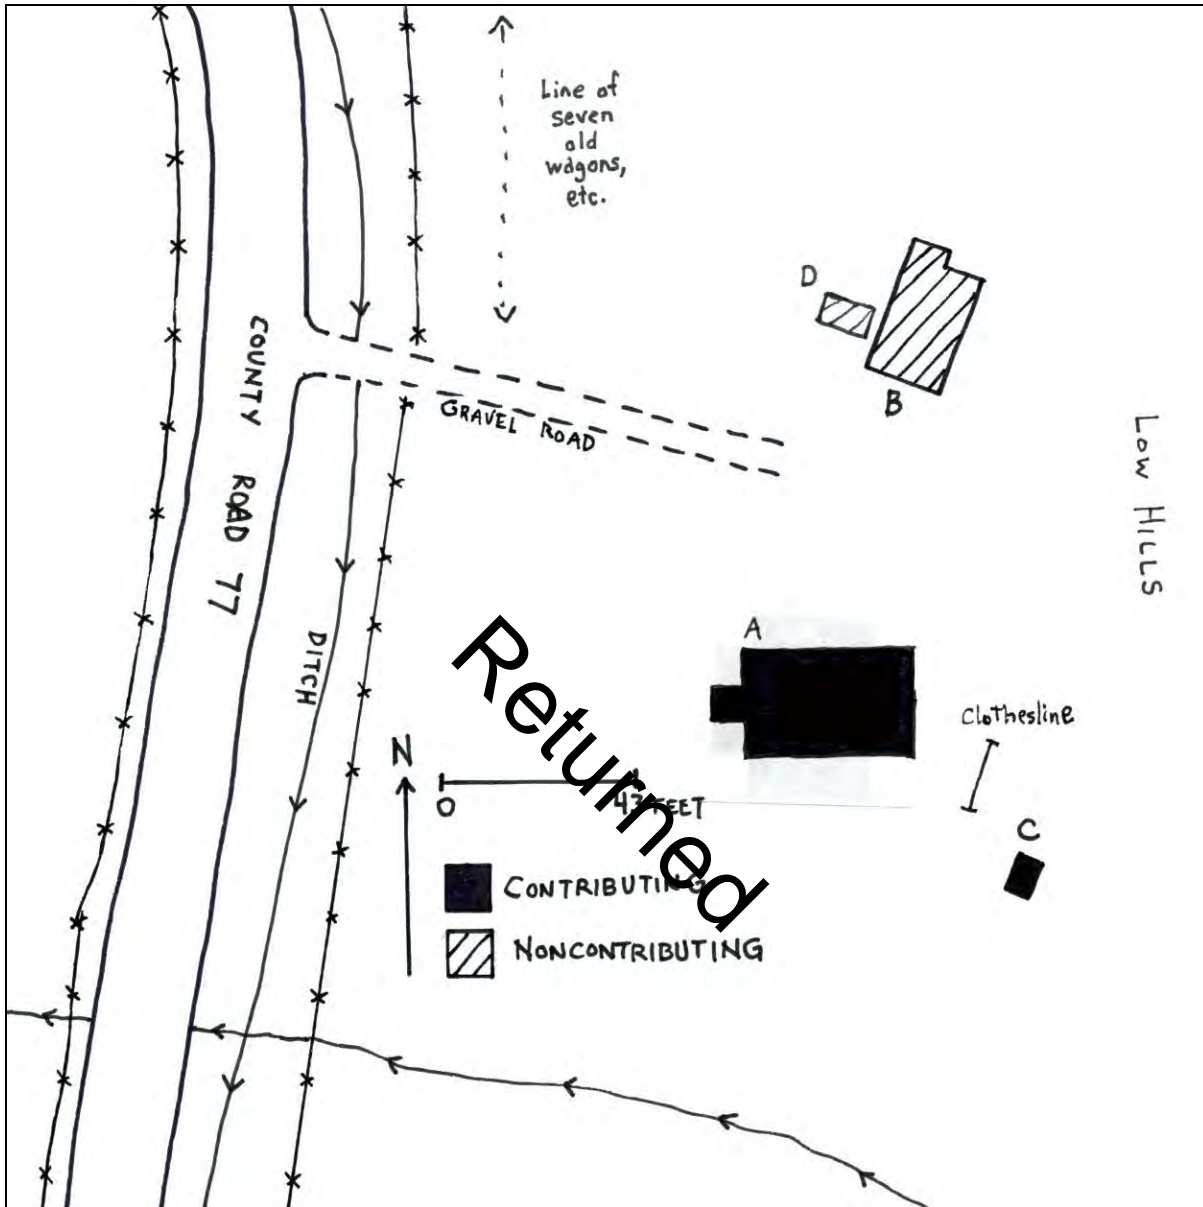 Line of
seven
old
wagons,
etc.
D
B
COUNTY ROAD 77
GRAVEL ROAD
LOW HILLS
DITCH
A
Clothesline
N
0
43 FEET
C
CONTRIBUTING
NONCONTRIBUTING
Returned